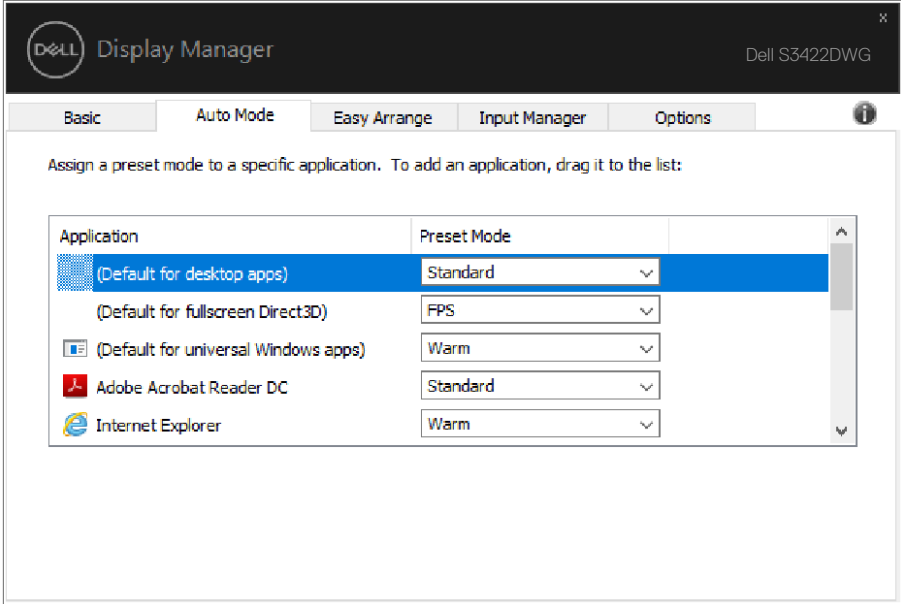 x
DELL Display Manager
Dell S3422DWG
Basic Auto Mode Easy Arrange Input Manager Options
Assign a preset mode to a specific application. To add an application, drag it to the list:
Application Preset Mode
(Default for desktop apps) Standard
(Default for fullscreen Direct3D) FPS
(Default for universal Windows apps) Warm
Adobe Acrobat Reader DC Standard
Internet Explorer Warm